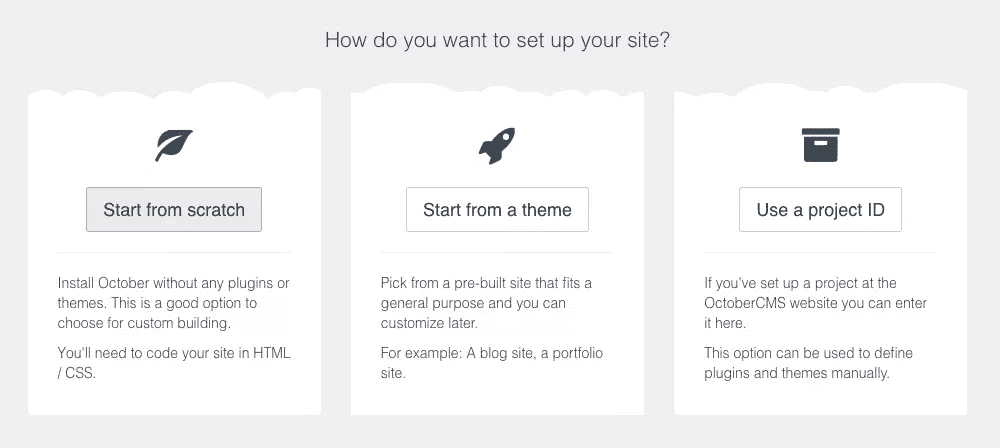 How do you want to set up your site?
Start from scratch
Install October without any plugins or
themes. This is a good option to
choose for custom building.
You'll need to code your site in HTML
/ CSS.
Start from a theme
Pick from a pre-built site that fits a
general purpose and you can
customize later.
For example: A blog site, a portfolio
site.
Use a project ID
If you've set up a project at the
OctoberCMS website you can enter
it here.
This option can be used to define
plugins and themes manually.